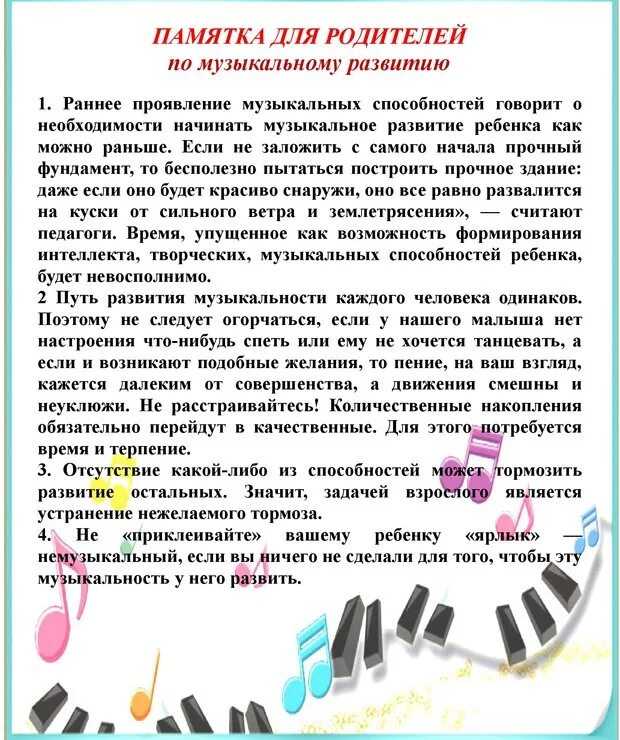 ПАМЯТКА ДЛЯ РОДИТЕЛЕЙ
по музыкальному развитию
1. Раннее проявление музыкальных способностей говорит о
необходимости начинать музыкальное развитие ребенка как
можно раньше. Если не заложить с самого начала прочный
фундамент, то бесполезно пытаться построить прочное здание:
даже если оно будет красиво снаружи, оно все равно развалится
на куски от сильного ветра и землетрясения», — считают
педагоги. Время, упущенное как возможность формирования
интеллекта, творческих, музыкальных способностей ребенка,
будет невосполнимо.
2 Путь развития музыкальности каждого человека одинаков.
Поэтому не следует огорчаться, если у нашего малыша нет
настроения что-нибудь спеть или ему не хочется танцевать, а
если и возникают подобные желания, то пение, на ваш взгляд,
кажется далеким от совершенства, а движения смешны и
неуклюжи. Не расстраивайтесь! Количественные накопления
обязательно перейдут в качественные. Для этого потребуется
время и терпение.
3. Отсутствие какой-либо из способностей может тормозить
развитие остальных. Значит, задачей взрослого является
устранение нежелаемого тормоза.
4. Не «приклеивайте» вашему ребенку «ярлык» —
немузыкальный, если вы ничего не сделали для того, чтобы эту
музыкальность у него развить.